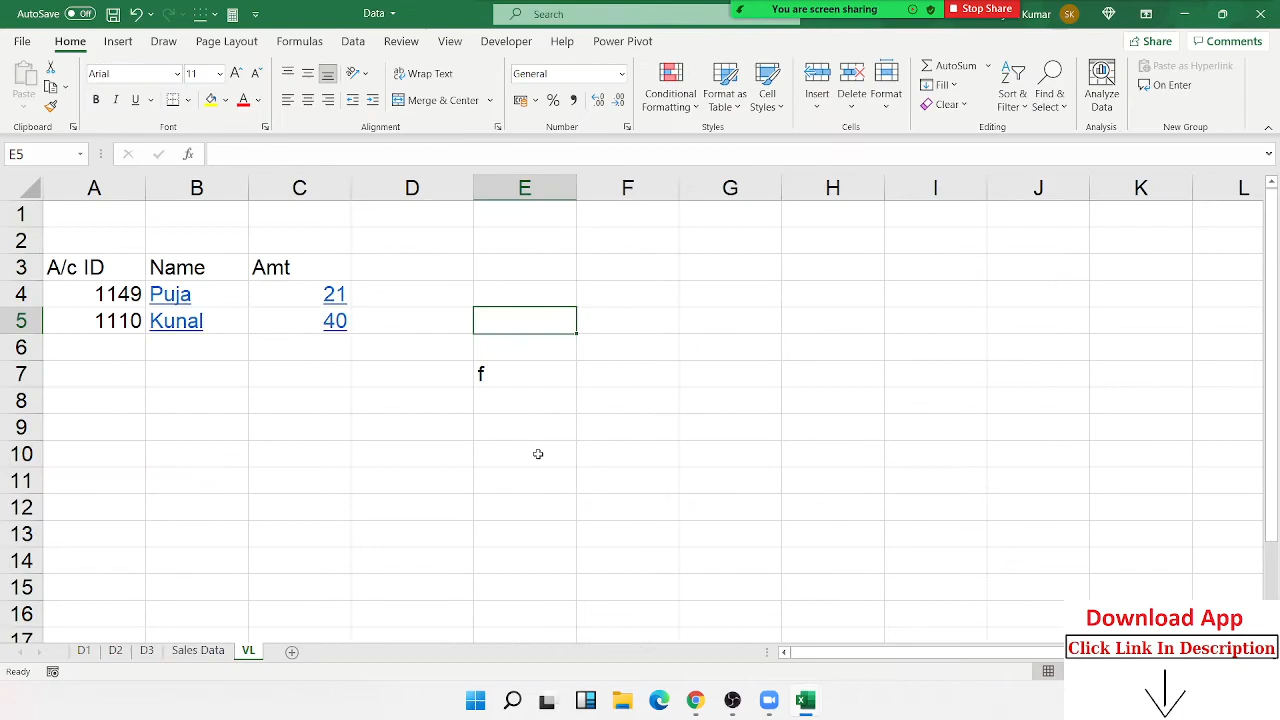 AutoSave Off Data Search You are screen sharing Stop Share Kumar SK
File Home Insert Draw Page Layout Formulas Data Review View Developer Help Power Pivot Share Comments
Paste Arial 11 A A Wrap Text General Conditional Formatting Format as Table Cell Styles Insert Delete Format AutoSum Fill Clear Sort & Filter Find & Select Analyze Data Paste as Hyperlink On Enter
B I U A Merge & Center % 9
Clipboard Font Alignment Number Styles Cells Editing Analysis New Group
E5 fx
A B C D E F G H I J K L
1
2
3 A/c ID Name Amt
4 1149 Puja 21
5 1110 Kunal 40
6
7 f
8
9
10
11
12
13
14
15
16
17
Download App
Click Link In Description
D1 D2 D3 Sales Data VL
Ready